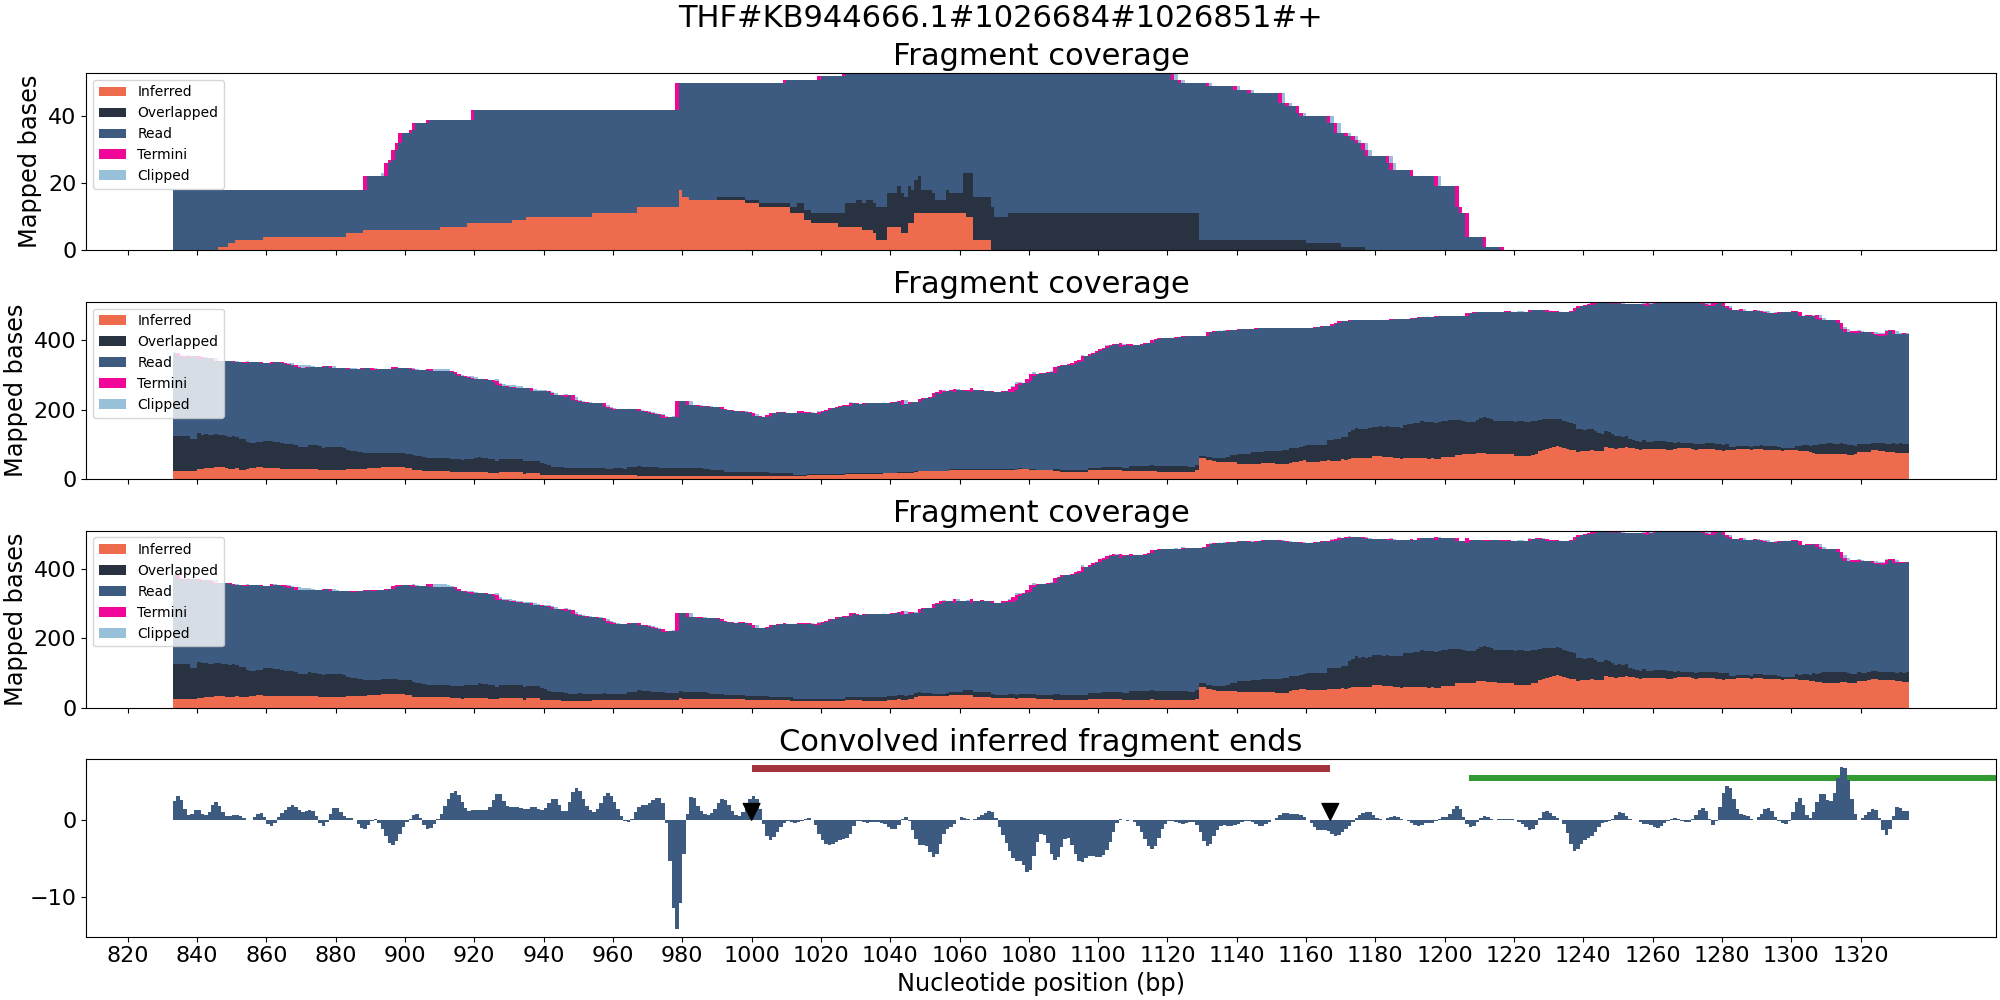 THF#KB944666.1#1026684#1026851#+
Fragment coverage
Mapped bases
40
20
0
Inferred
Overlapped
Read
Termini
Clipped
Fragment coverage
Mapped bases
400
200
0
Inferred
Overlapped
Read
Termini
Clipped
Fragment coverage
Mapped bases
400
200
0
Inferred
Overlapped
Read
Termini
Clipped
Convolved inferred fragment ends
0
−10
820 840 860 880 900 920 940 960 980 1000 1020 1040 1060 1080 1100 1120 1140 1160 1180 1200 1220 1240 1260 1280 1300 1320
Nucleotide position (bp)